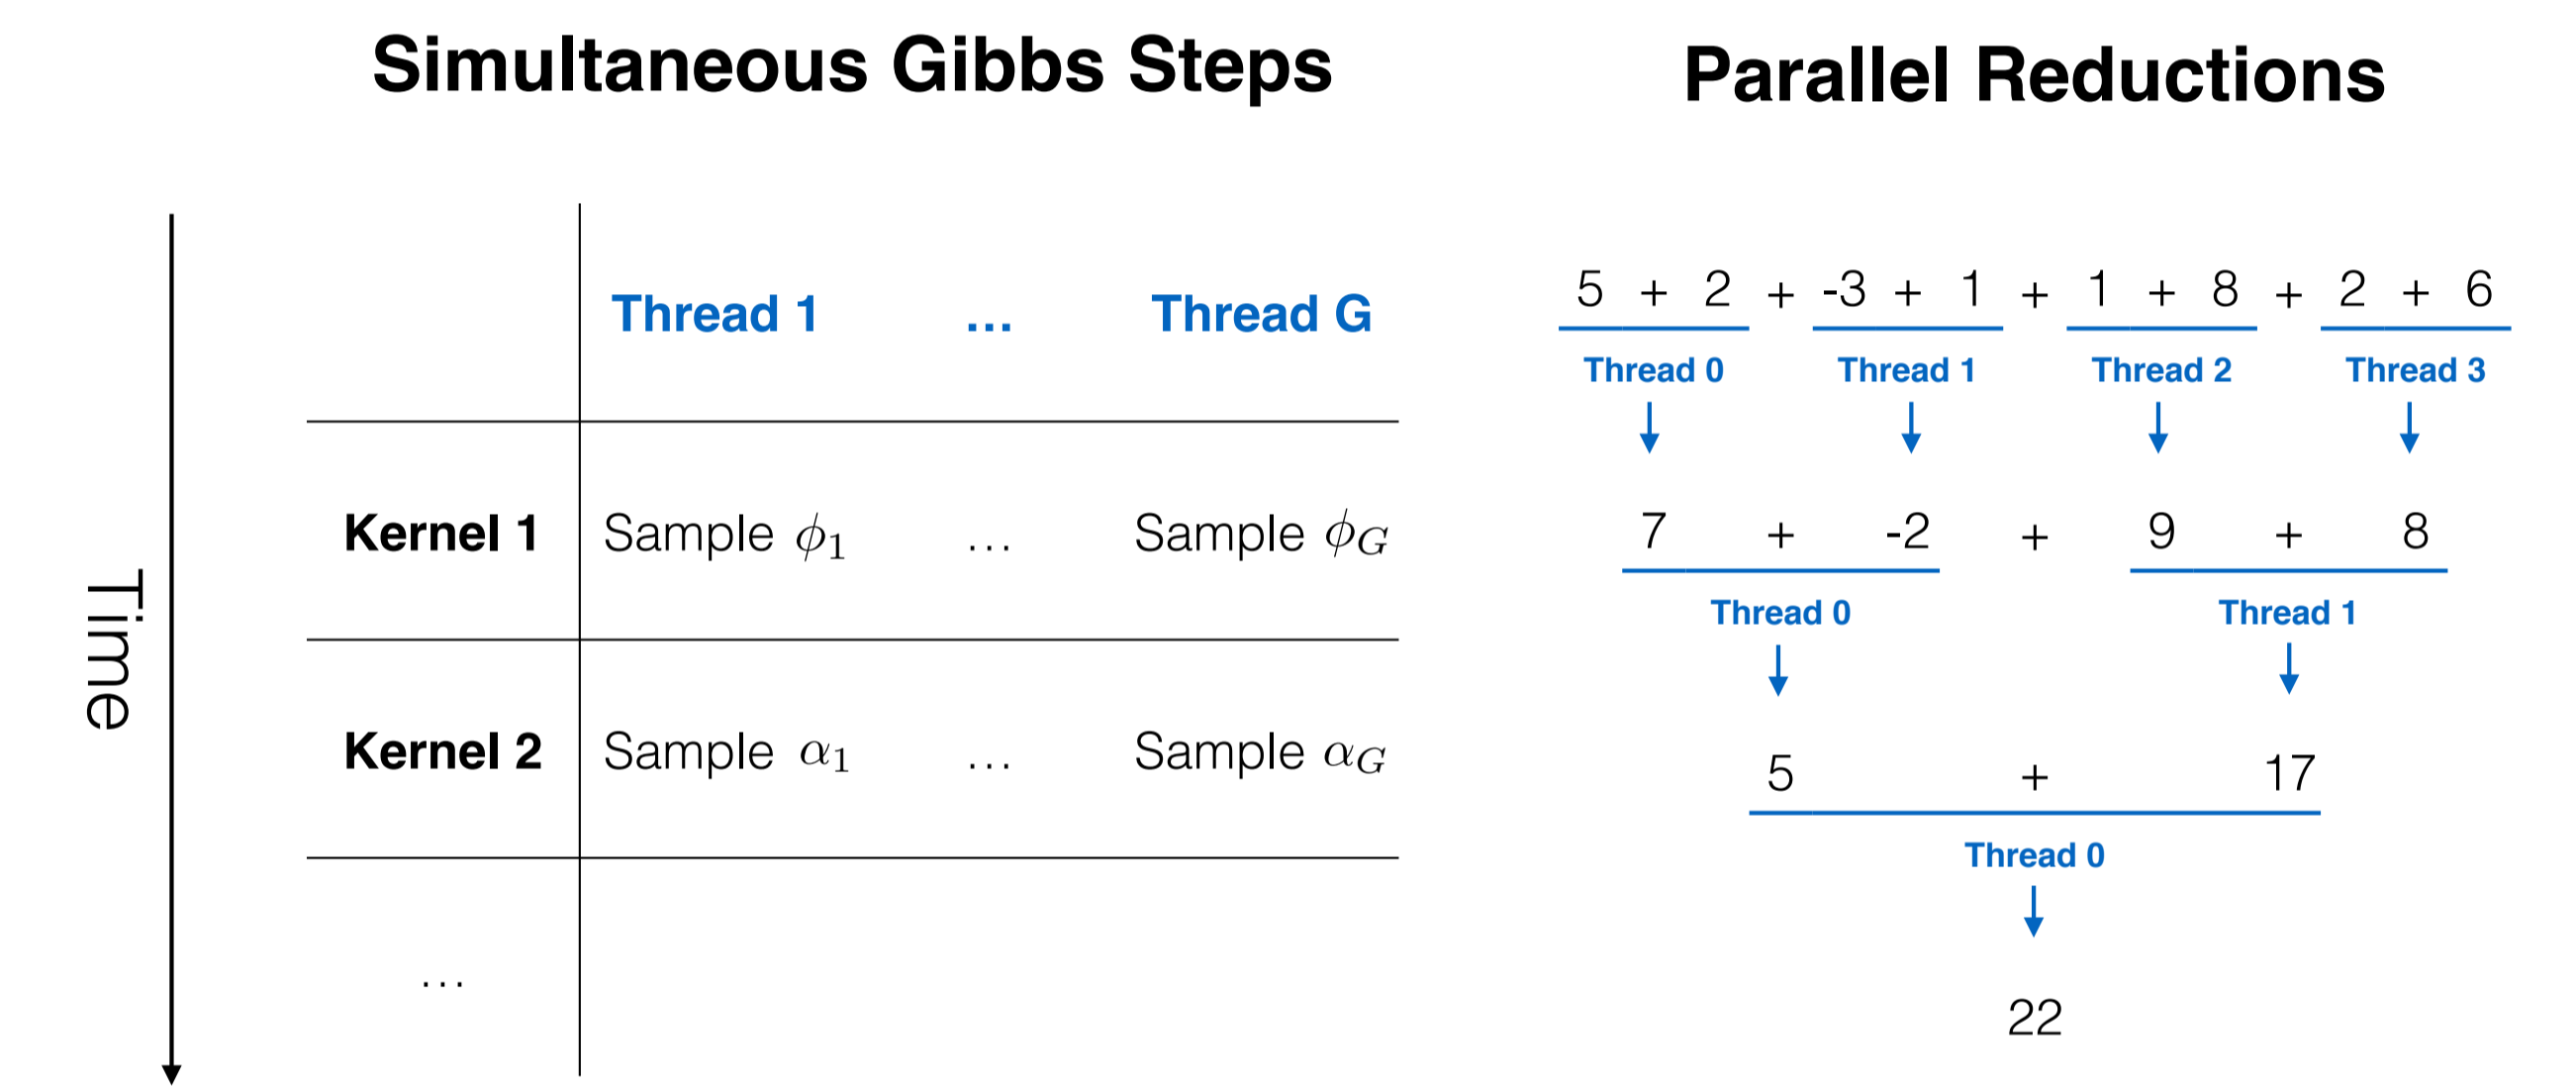 Simultaneous Gibbs Steps
Time
Thread 1 ... Thread G
Kernel 1 Sample ϕ₁ ... Sample ϕ_G
Kernel 2 Sample α₁ ... Sample α_G
...
Parallel Reductions
5 + 2 + -3 + 1 + 1 + 8 + 2 + 6
Thread 0 Thread 1 Thread 2 Thread 3
7 + -2 + 9 + 8
Thread 0 Thread 1
5 + 17
Thread 0
22